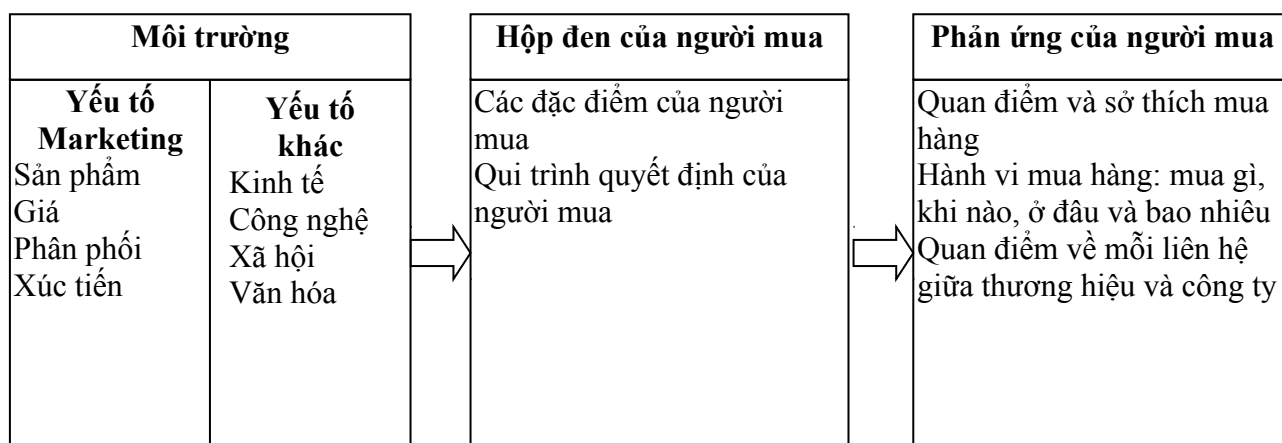 Môi trường
Yếu tố
Marketing
Sản phẩm
Giá
Phân phối
Xúc tiến
Yếu tố
khác
Kinh tế
Công nghệ
Xã hội
Văn hóa
Hộp đen của người mua
Các đặc điểm của người
mua
Qui trình quyết định của
người mua
Phản ứng của người mua
Quan điểm và sở thích mua
hàng
Hành vi mua hàng: mua gì,
khi nào, ở đâu và bao nhiêu
Quan điểm về mỗi liên hệ
giữa thương hiệu và công ty